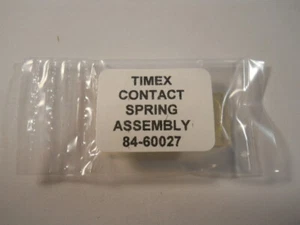 TIMEX
CONTACT
SPRING
ASSEMBLY
84-60027